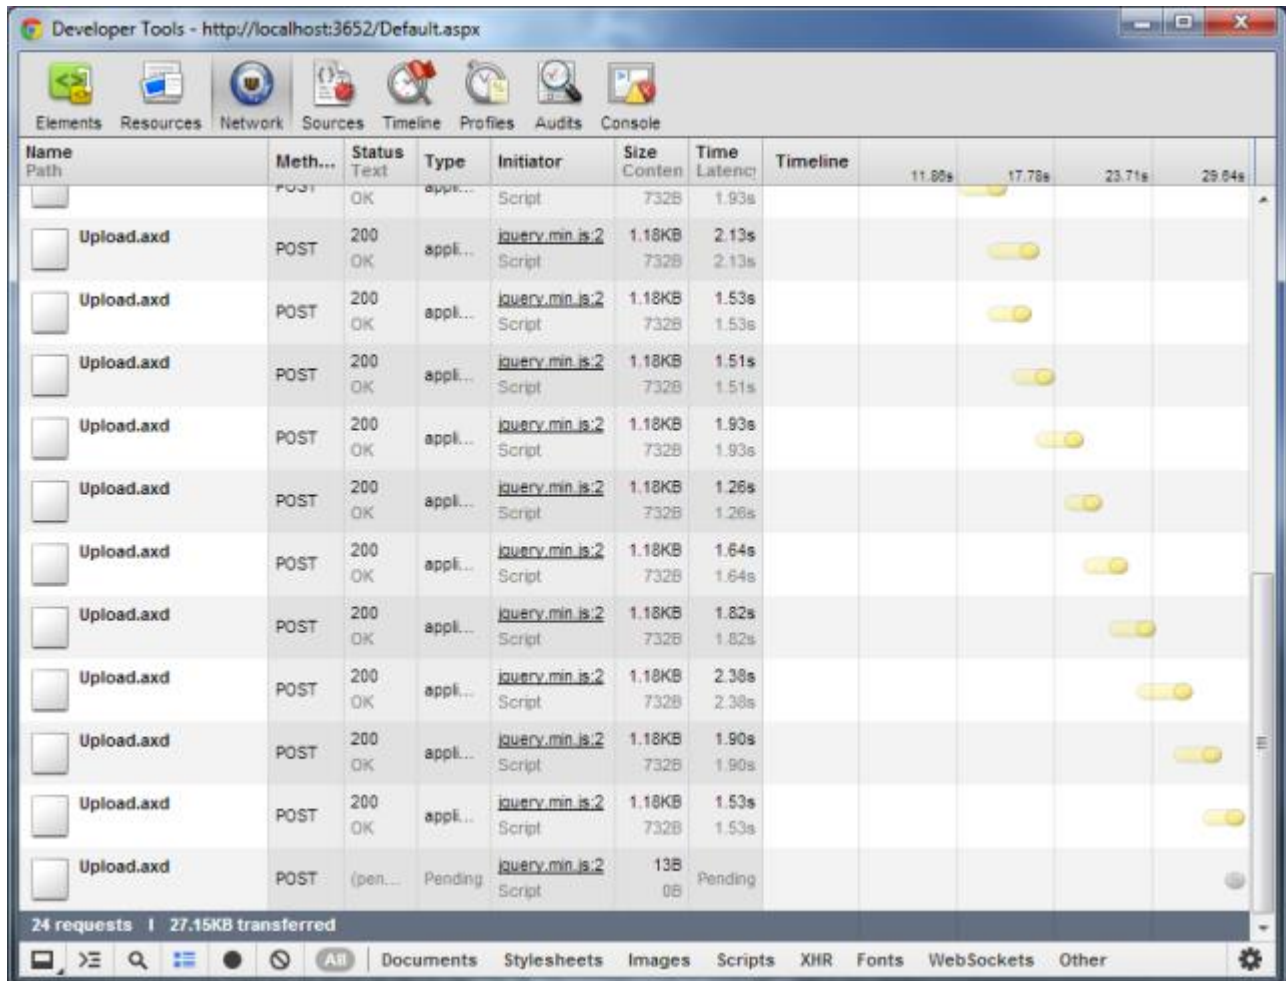 Developer Tools - http://localhost:3652/Default.aspx
Elements Resources Network Sources Timeline Profiles Audits Console
Name Meth... Status Type Initiator Size Time Timeline
Path Text Conten Latency 11.86s 17.78s 23.71s 29.64s
POST appli...
OK Script 732B 1.93s
Upload.axd POST 200 appli... jquery.min.js:2 1.18KB 2.13s
OK Script 732B 2.13s
Upload.axd POST 200 appli... jquery.min.js:2 1.18KB 1.53s
OK Script 732B 1.53s
Upload.axd POST 200 appli... jquery.min.js:2 1.18KB 1.51s
OK Script 732B 1.51s
Upload.axd POST 200 appli... jquery.min.js:2 1.18KB 1.93s
OK Script 732B 1.93s
Upload.axd POST 200 appli... jquery.min.js:2 1.18KB 1.26s
OK Script 732B 1.26s
Upload.axd POST 200 appli... jquery.min.js:2 1.18KB 1.64s
OK Script 732B 1.64s
Upload.axd POST 200 appli... jquery.min.js:2 1.18KB 1.82s
OK Script 732B 1.82s
Upload.axd POST 200 appli... jquery.min.js:2 1.18KB 2.38s
OK Script 732B 2.38s
Upload.axd POST 200 appli... jquery.min.js:2 1.18KB 1.90s
OK Script 732B 1.90s
Upload.axd POST 200 appli... jquery.min.js:2 1.18KB 1.53s
OK Script 732B 1.53s
Upload.axd POST (pen... Pending jquery.min.js:2 13B Pending
Script 0B
24 requests | 27.15KB transferred
All Documents Stylesheets Images Scripts XHR Fonts WebSockets Other